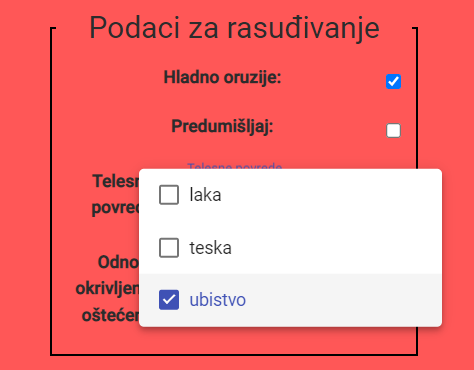 Podaci za rasuđivanje
Hladno oruzije:
Predumišljaj:
Telesne povrede
laka
teska
ubistvo